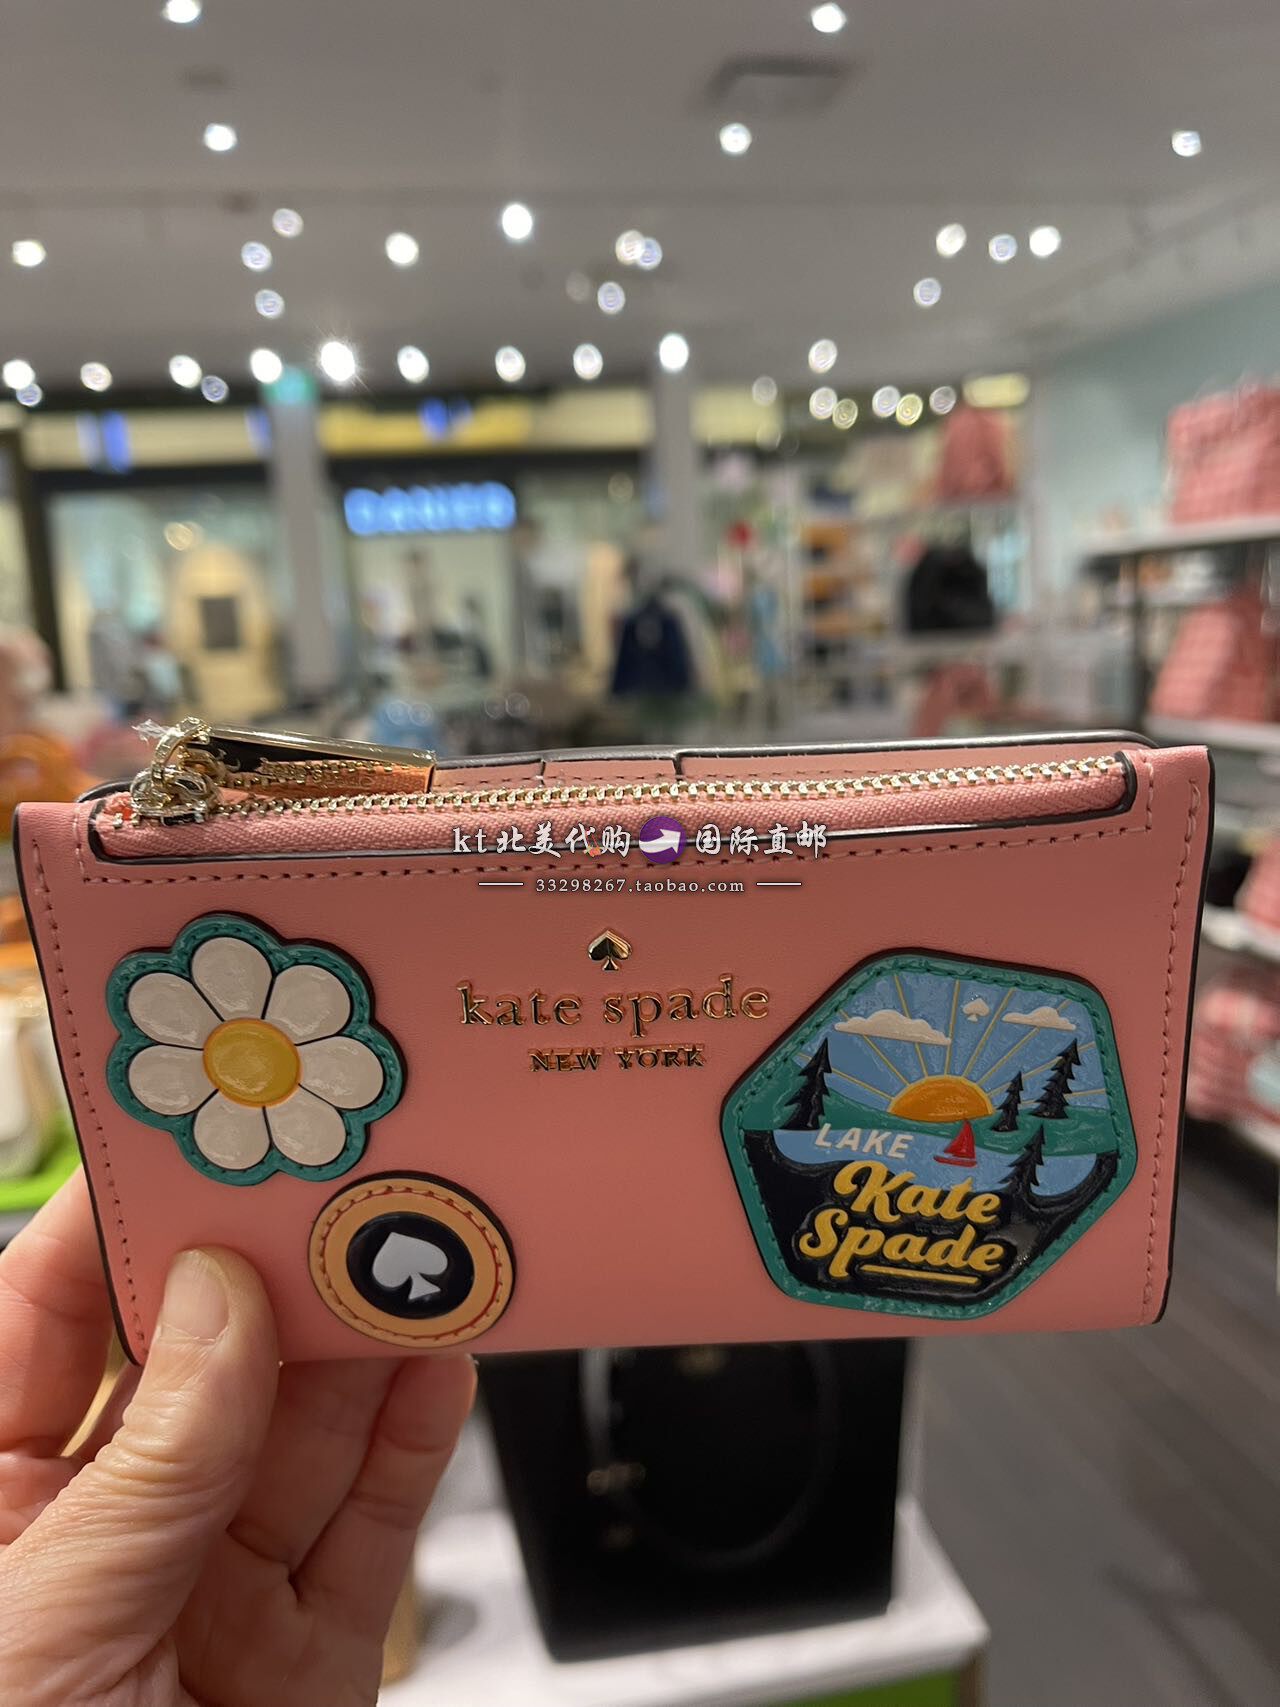 DANIER
kt北美代购 国际直邮
33298267.taobao.com
kate spade
NEW YORK
LAKE
Kate
Spade